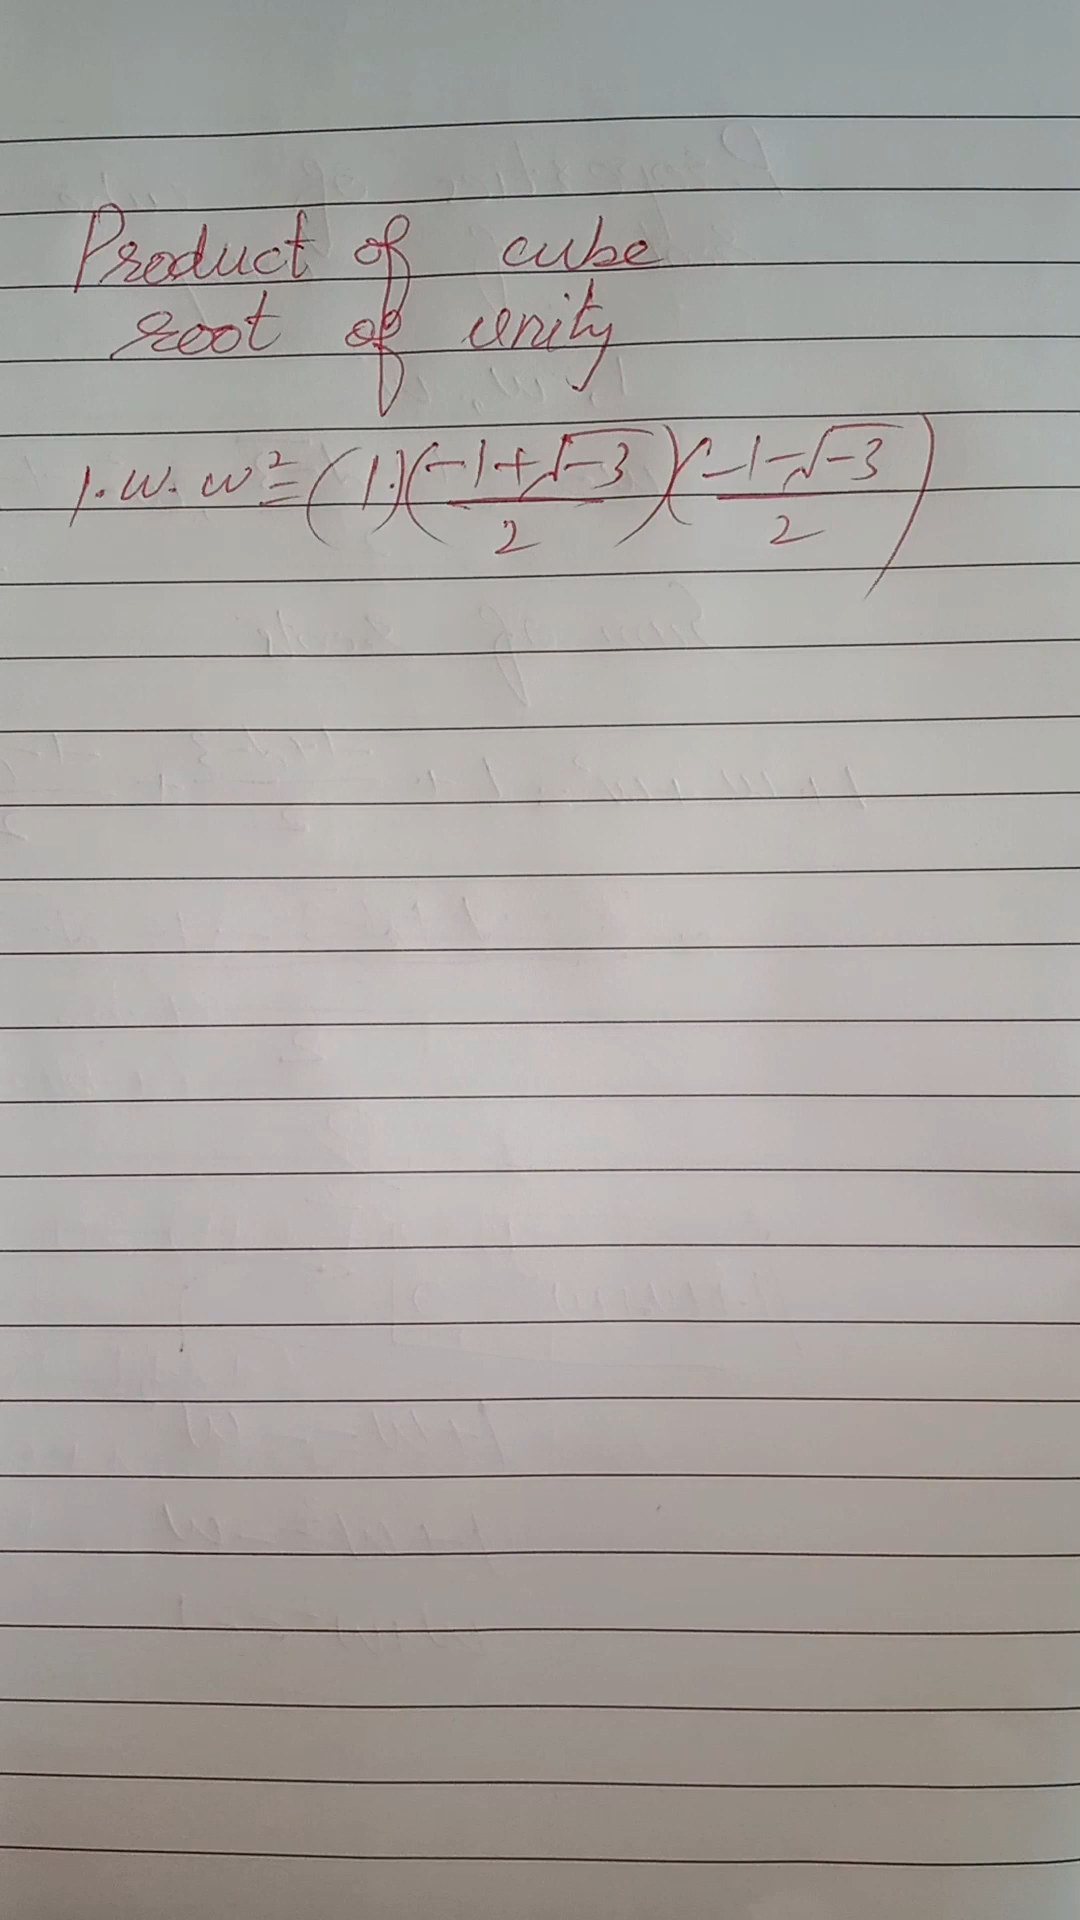 Product of cube
root of unity
1.w.w²=(1.)(-1+√-3/2)(-1-√-3/2)